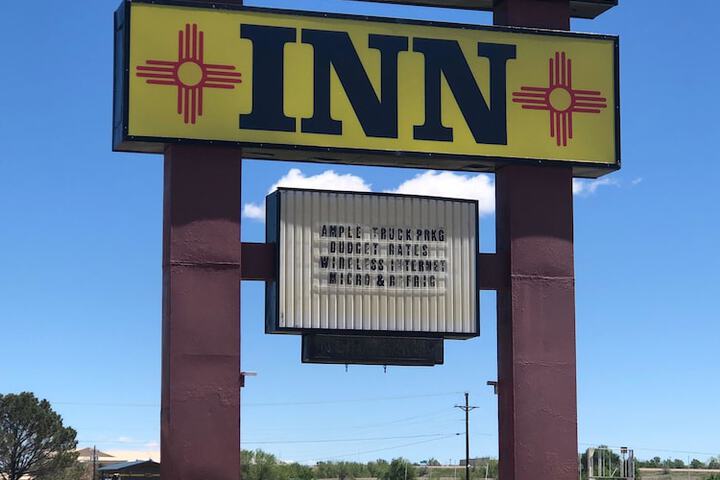 INN
AMPLE TRUCK PRKG
BUDGET RATES
WIRELESS INTERNET
MICRO & REFRIG